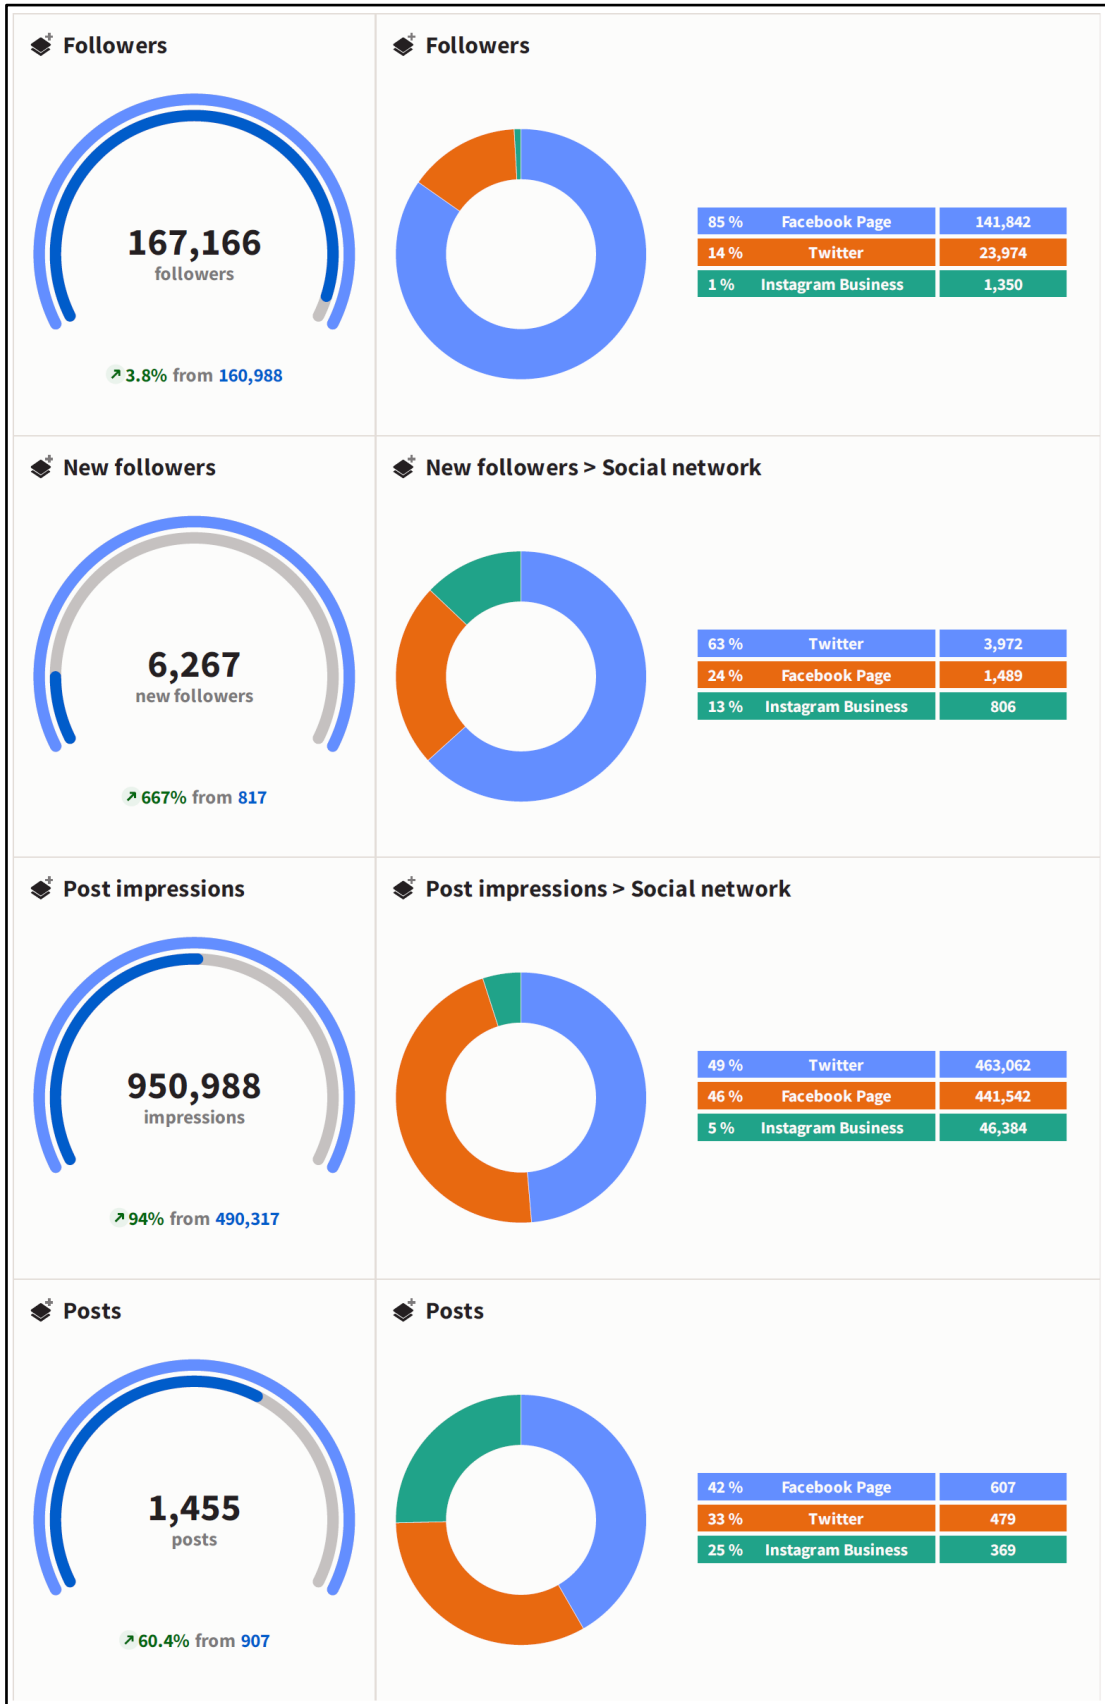 Followers
167,166
followers
3.8% from 160,988
Followers
85 % Facebook Page 141,842
14 % Twitter 23,974
1 % Instagram Business 1,350
New followers
6,267
new followers
667% from 817
New followers > Social network
63 % Twitter 3,972
24 % Facebook Page 1,489
13 % Instagram Business 806
Post impressions
950,988
impressions
94% from 490,317
Post impressions > Social network
49 % Twitter 463,062
46 % Facebook Page 441,542
5 % Instagram Business 46,384
Posts
1,455
posts
60.4% from 907
Posts
42 % Facebook Page 607
33 % Twitter 479
25 % Instagram Business 369